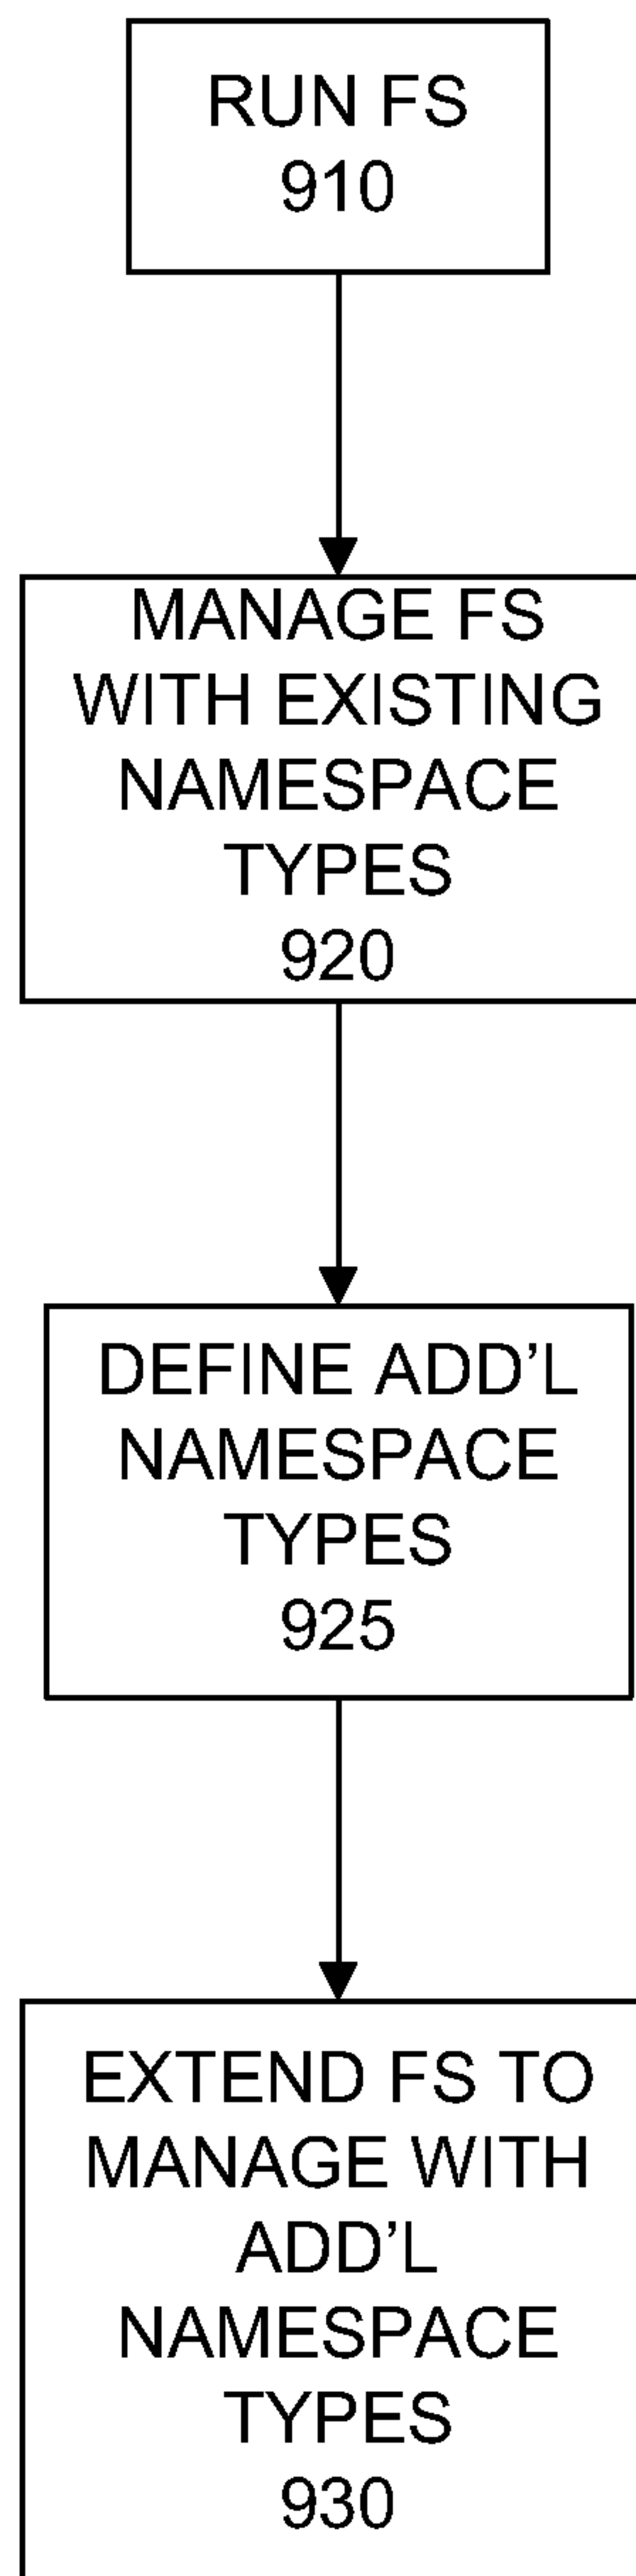 RUN FS
910
MANAGE FS
WITH EXISTING
NAMESPACE
TYPES
920
DEFINE ADD'L
NAMESPACE
TYPES
925
EXTEND FS TO
MANAGE WITH
ADD'L
NAMESPACE
TYPES
930